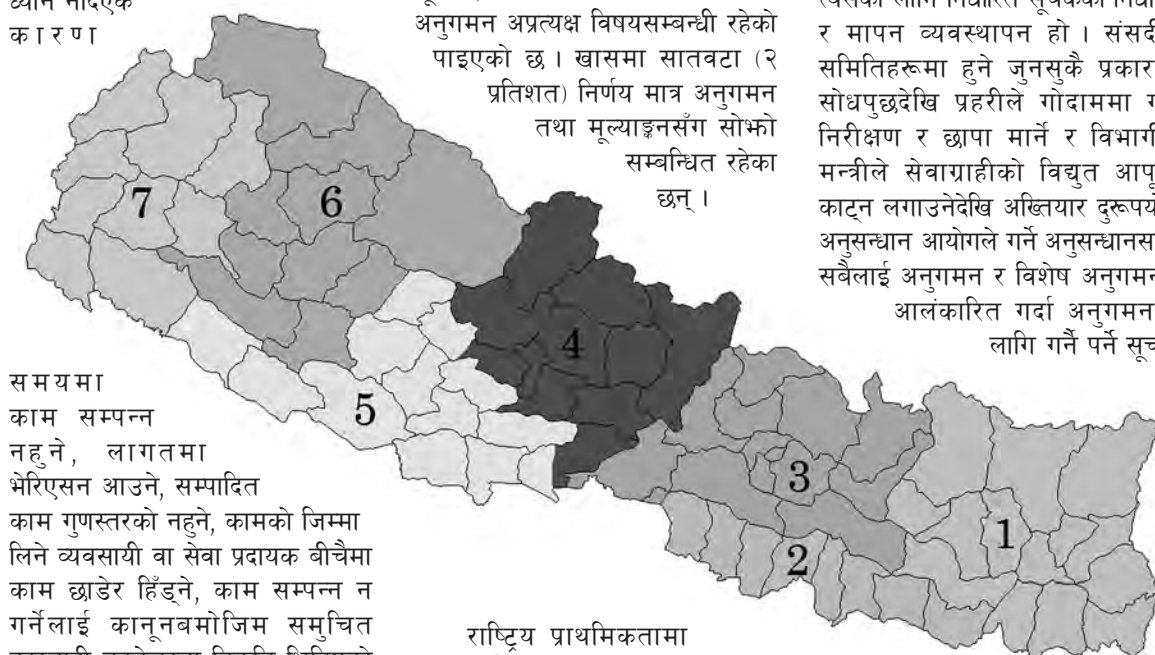 ध्यान नदिएक
कारण
समयमा
काम सम्पन्न
नहुने, लागतमा
भेरिएसन आउने, सम्पादित
काम गुणस्तरको नहुने, कामको जिम्मा
लिने व्यवसायी वा सेवा प्रदायक बीचैमा
काम छाडेर हिँड्ने, काम सम्पन्न न
गर्नेलाई कानूनबमोजिम समुचित
अनुगमन अप्रत्यक्ष विषयसम्बन्धी रहेको
पाइएको छ । खासमा सातवटा (२
प्रतिशत) निर्णय मात्र अनुगमन
तथा मूल्याङ्कनसँग सोझो
सम्बन्धित रहेका
छन् ।
राष्ट्रिय प्राथमिकतामा
त्यसका लागि निर्धारित सूचकको
र मापन व्यवस्थापन हो । संसदी
समितिहरूमा हुने जुनसुकै प्रकार
सोधपुछदेखि प्रहरीले गोदाममा ग
निरीक्षण र छापा मार्ने र विभागी
मन्त्रीले सेवाग्राहीको विद्युत आपू
काट्न लगाउनेदेखि अख्तियार दुरूपयो
अनुसन्धान आयोगले गर्ने अनुसन्धानस
सबैलाई अनुगमन र विशेष अनुगमन
आलंकारित गर्दा अनुगमन
लागि गर्नै पर्ने सूच
7
6
4
5
3
2
1